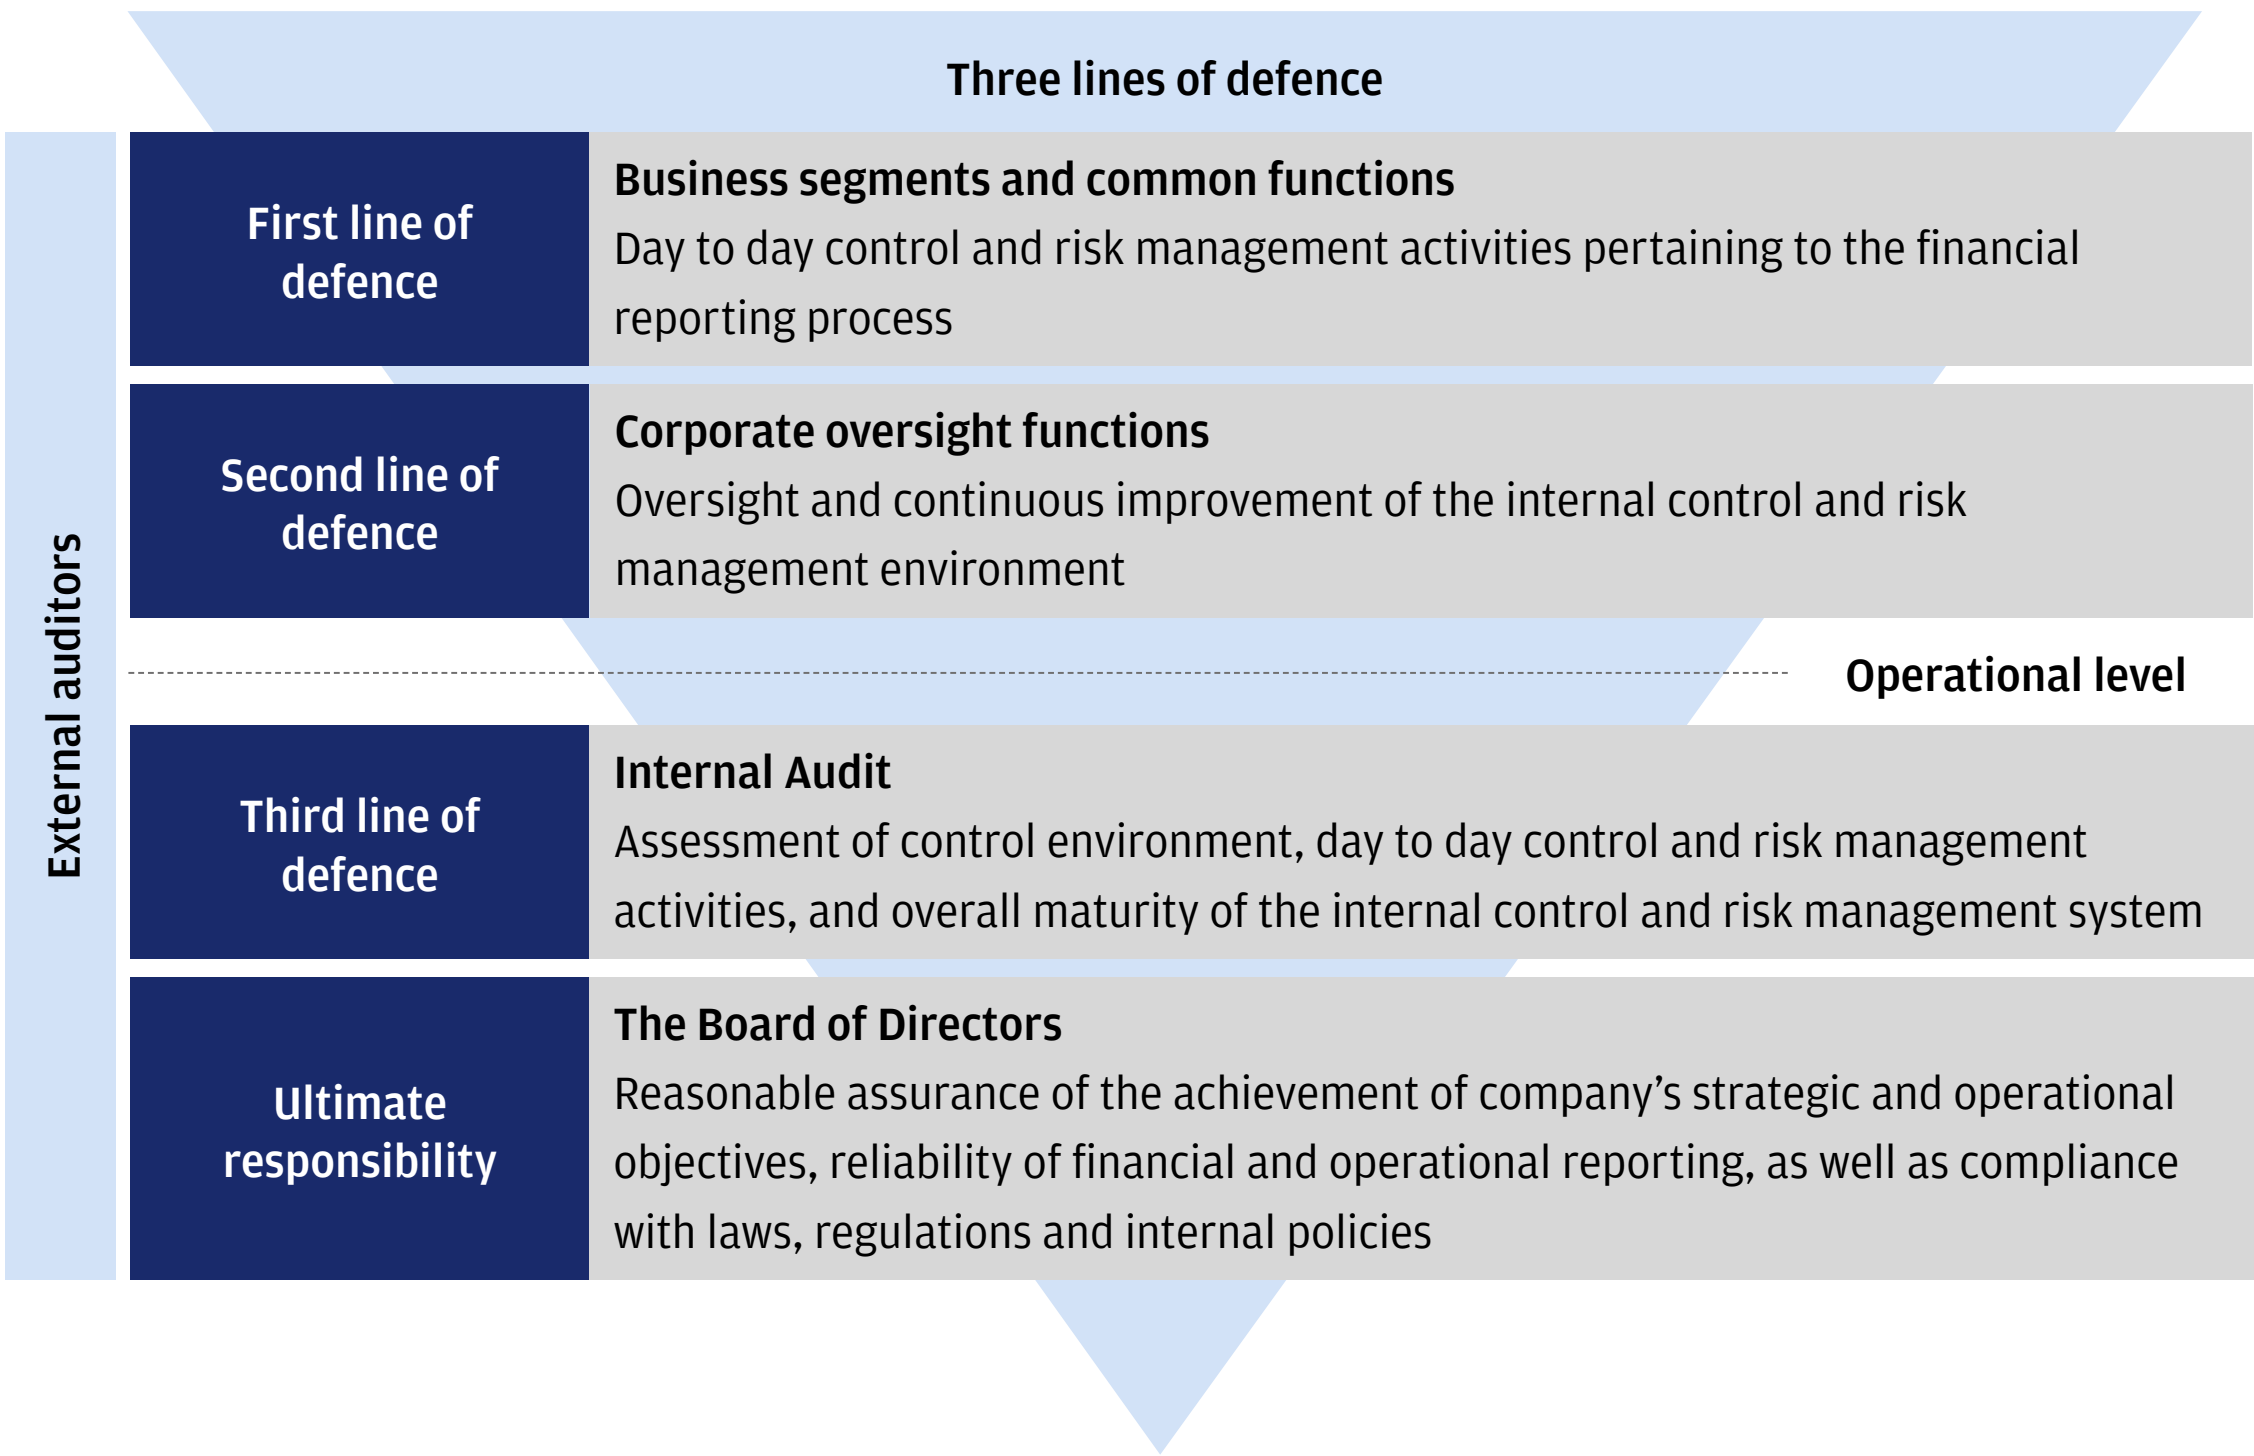 Three lines of defence
External auditors
First line of
defence
Business segments and common functions
Day to day control and risk management activities pertaining to the financial
reporting process
Second line of
defence
Corporate oversight functions
Oversight and continuous improvement of the internal control and risk
management environment
Operational level
Third line of
defence
Internal Audit
Assessment of control environment, day to day control and risk management
activities, and overall maturity of the internal control and risk management system
Ultimate
responsibility
The Board of Directors
Reasonable assurance of the achievement of company’s strategic and operational
objectives, reliability of financial and operational reporting, as well as compliance
with laws, regulations and internal policies